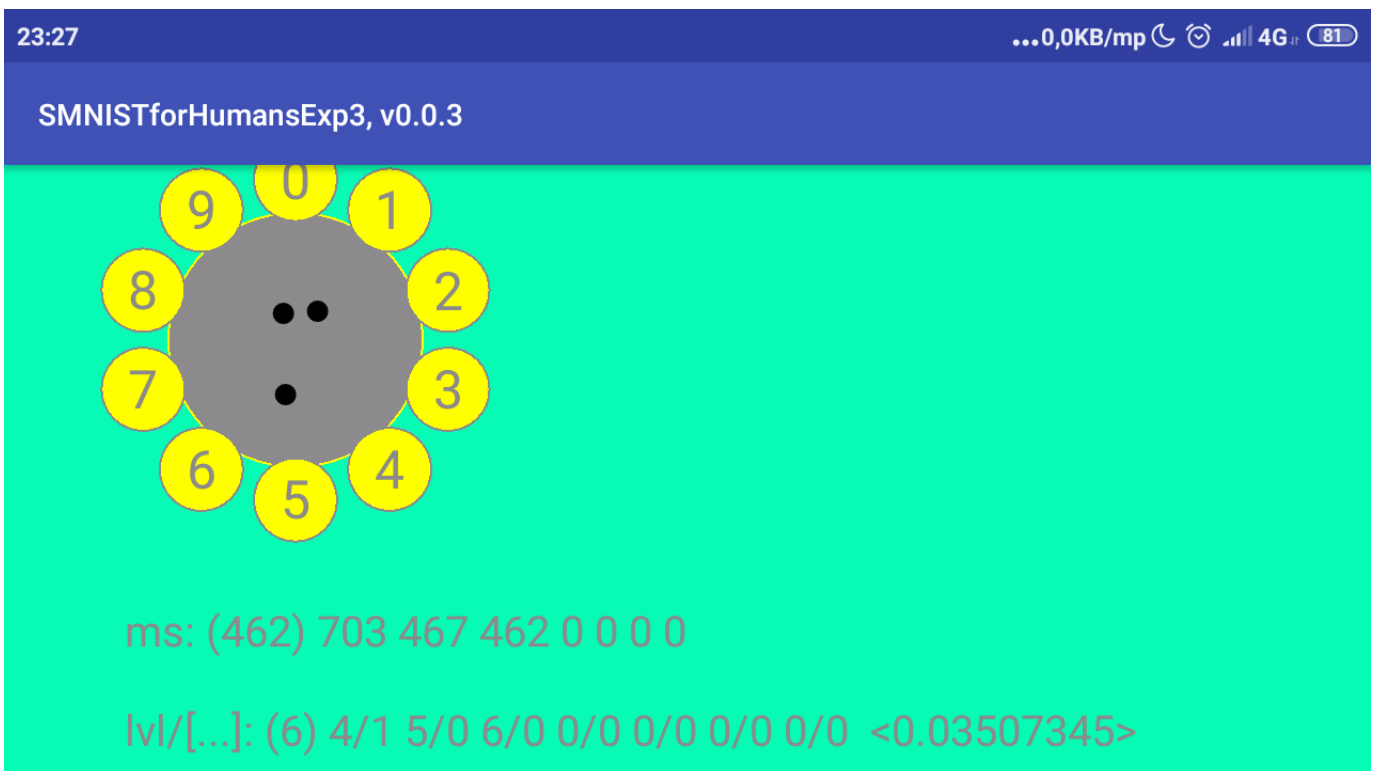 23:27 ...0,0KB/mp 4G 81
SMNISTforHumansExp3, v0.0.3
0
9 1
8 2
7 3
6 4
5
ms: (462) 703 467 462 0 0 0 0
lvl/[...]: (6) 4/1 5/0 6/0 0/0 0/0 0/0 0/0 <0.03507345>